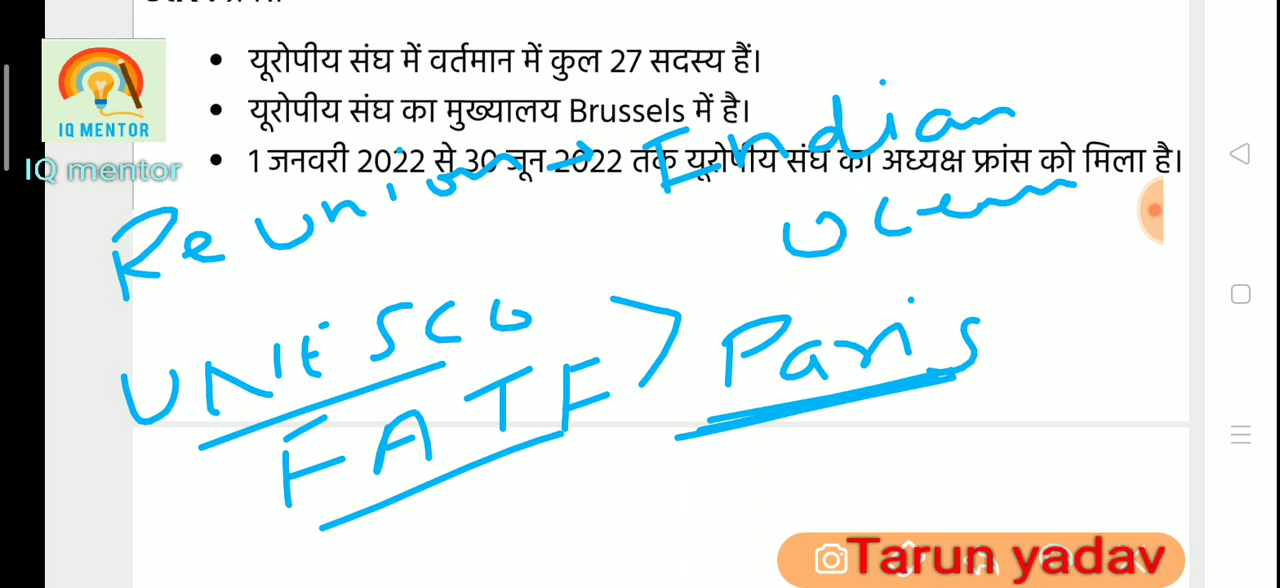 यूरोपीय संघ में वर्तमान में कुल 27 सदस्य हैं।
यूरोपीय संघ का मुख्यालय Brussels में है।
1 जनवरी 2022 से 30 जून 2022 तक यूरोपीय संघ का अध्यक्ष फ्रांस को मिला है।
IQ MENTOR
IQ mentor
Reunion → Indian
Ocean
UNESCO
FATF > Paris
Tarun yadav